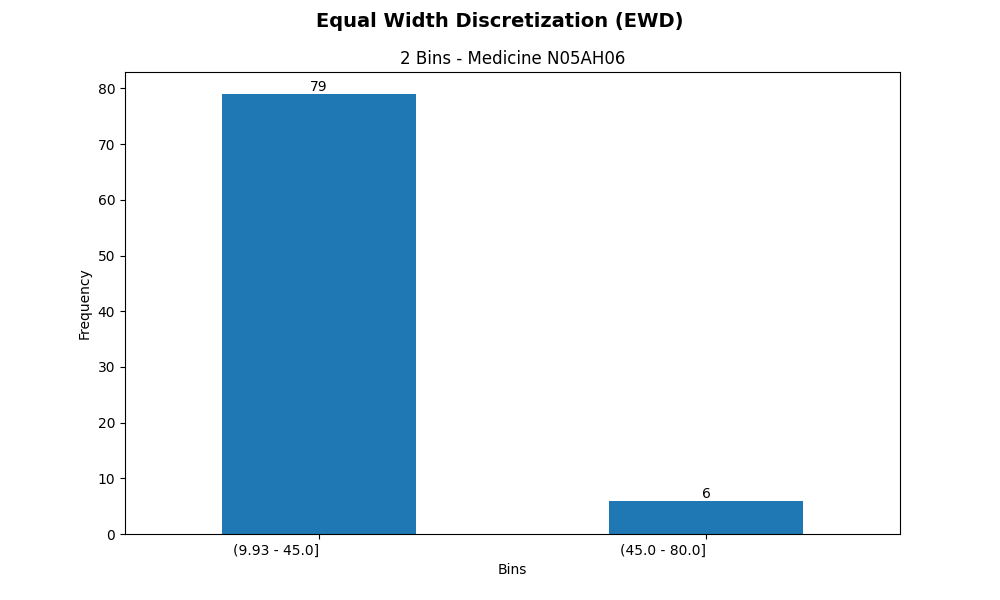 Equal Width Discretization (EWD)
2 Bins - Medicine N05AH06
79
6
80
70
60
50
40
30
20
10
0
Frequency
(9.93 - 45.0]
(45.0 - 80.0]
Bins